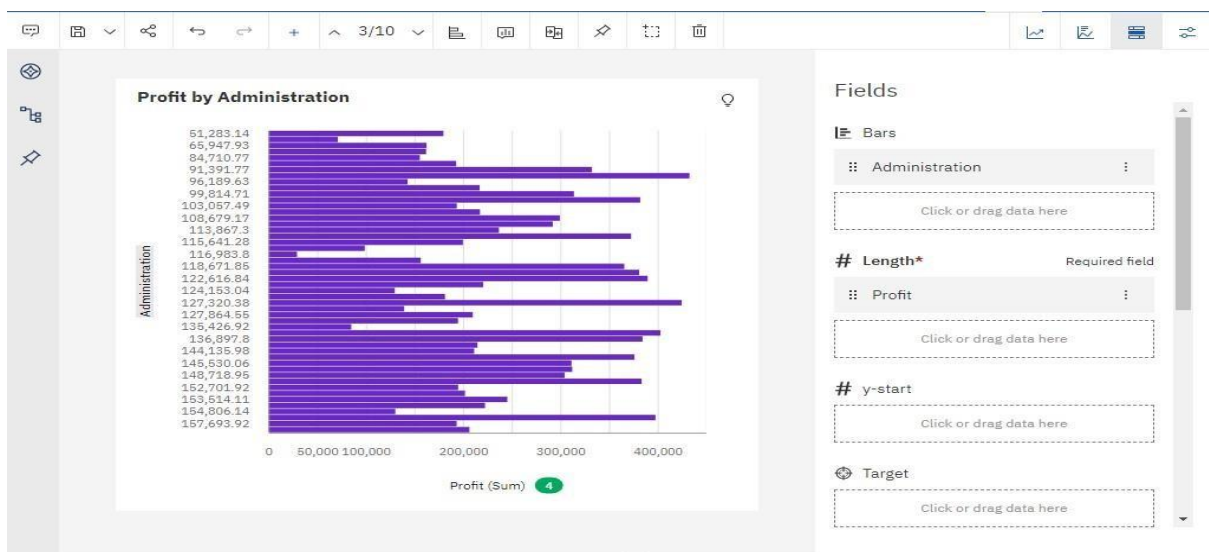 3/10
Profit by Administration
51,283.14
65,947.93
84,710.77
91,391.77
96,189.63
99,814.71
103,057.49
108,679.17
113,867.3
115,641.28
116,983.8
118,671.85
122,616.84
124,153.04
127,320.38
127,864.55
135,426.92
136,897.8
144,135.98
145,530.06
148,718.95
152,701.92
153,514.11
154,806.14
157,693.92
Administration
0 50,000 100,000 200,000 300,000 400,000
Profit (Sum) 4
Fields
Bars
Administration
Click or drag data here
# Length* Required field
Profit
Click or drag data here
# y-start
Click or drag data here
Target
Click or drag data here